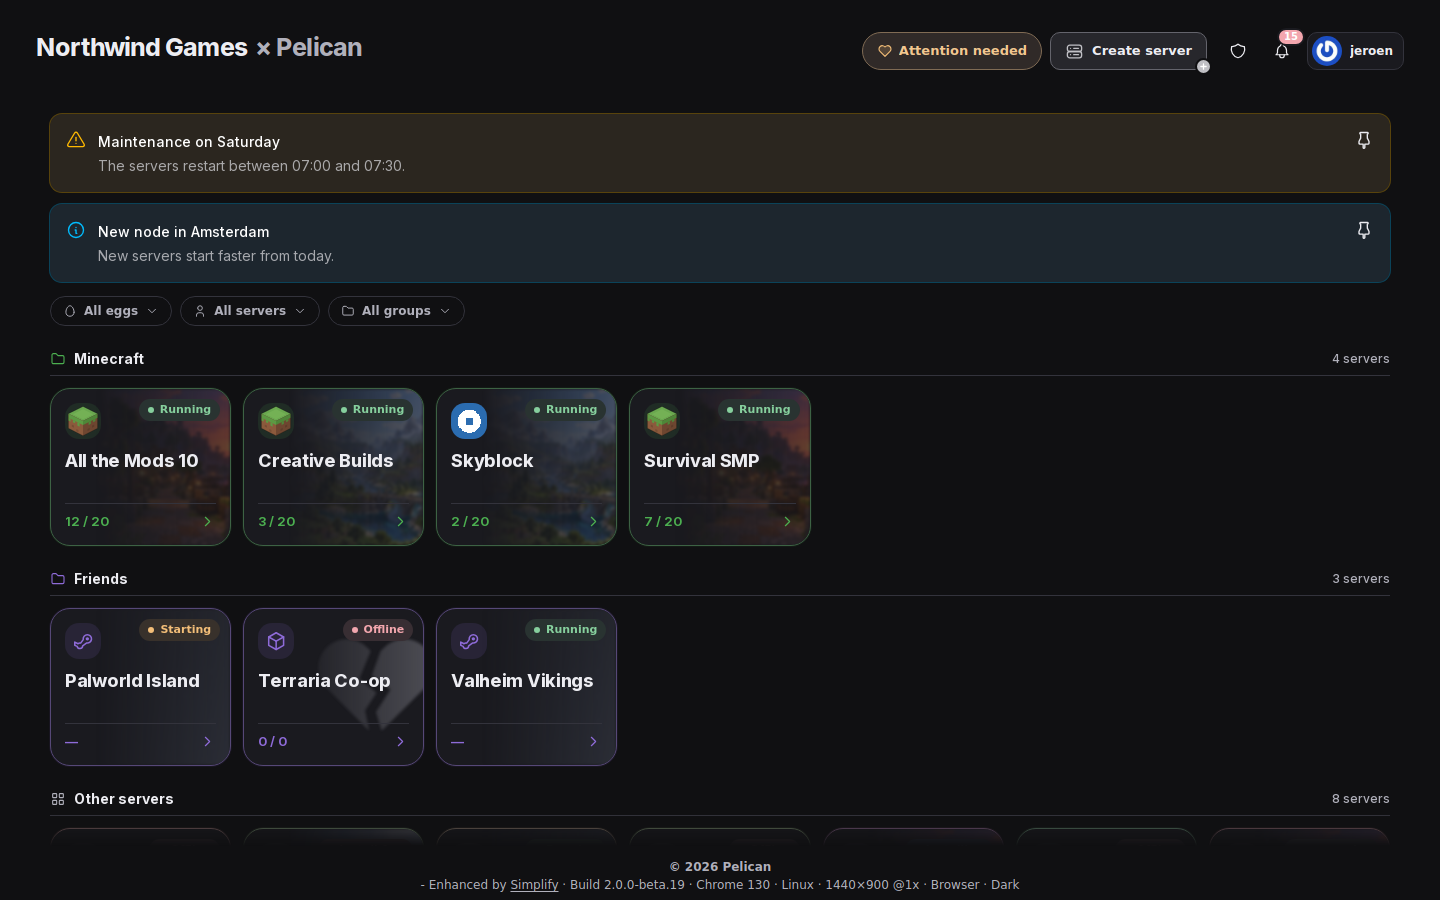 Northwind Games × Pelican
Attention needed
Create server
15
jeroen
Maintenance on Saturday
The servers restart between 07:00 and 07:30.
New node in Amsterdam
New servers start faster from today.
All eggs
All servers
All groups
Minecraft
4 servers
Running
All the Mods 10
12 / 20
Running
Creative Builds
3 / 20
Running
Skyblock
2 / 20
Running
Survival SMP
7 / 20
Friends
3 servers
Starting
Palworld Island
—
Offline
Terraria Co-op
0 / 0
Running
Valheim Vikings
—
Other servers
8 servers
© 2026 Pelican
- Enhanced by Simplify · Build 2.0.0-beta.19 · Chrome 130 · Linux · 1440×900 @1x · Browser · Dark